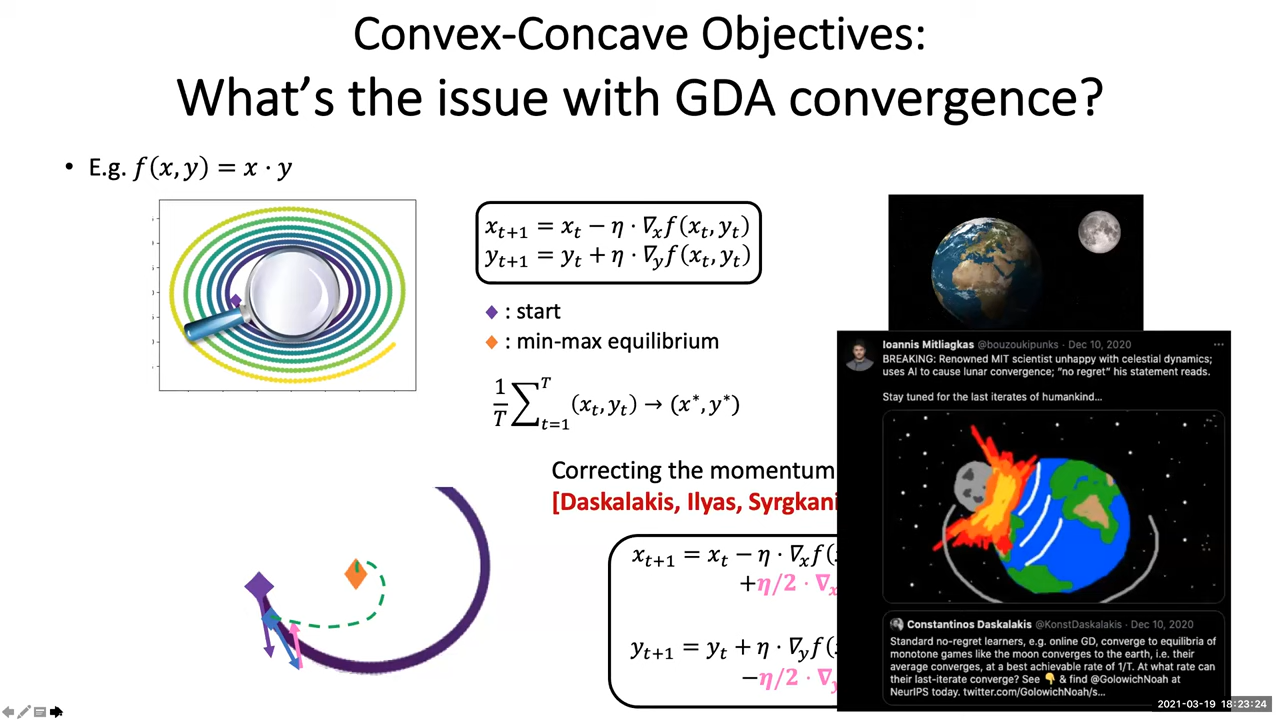 Convex-Concave Objectives:
What's the issue with GDA convergence?
• E.g. f(x, y) = x · y
x_{t+1} = x_t − η · ∇_x f(x_t, y_t)
y_{t+1} = y_t + η · ∇_y f(x_t, y_t)
: start
: min-max equilibrium
1/T ∑_{t=1}^{T} (x_t, y_t) → (x*, y*)
Correcting the momentum
[Daskalakis, Ilyas, Syrgkani
x_{t+1} = x_t − η · ∇_x f(
+η/2 · ∇_x
y_{t+1} = y_t + η · ∇_y f(
−η/2 · ∇_y
Ioannis Mitliagkas @bouzoukipunks · Dec 10, 2020
BREAKING: Renowned MIT scientist unhappy with celestial dynamics;
uses AI to cause lunar convergence; "no regret" his statement reads.
Stay tuned for the last iterates of humankind...
Constantinos Daskalakis @KonstDaskalakis · Dec 10, 2020
Standard no-regret learners, e.g. online GD, converge to equilibria of
monotone games like the moon converges to the earth, i.e. their
average converges, at a best achievable rate of 1/T. At what rate can
their last-iterate converge? See 👇 & find @GolowichNoah at
NeurIPS today. twitter.com/GolowichNoah/s...
2021-03-19 18:23:24